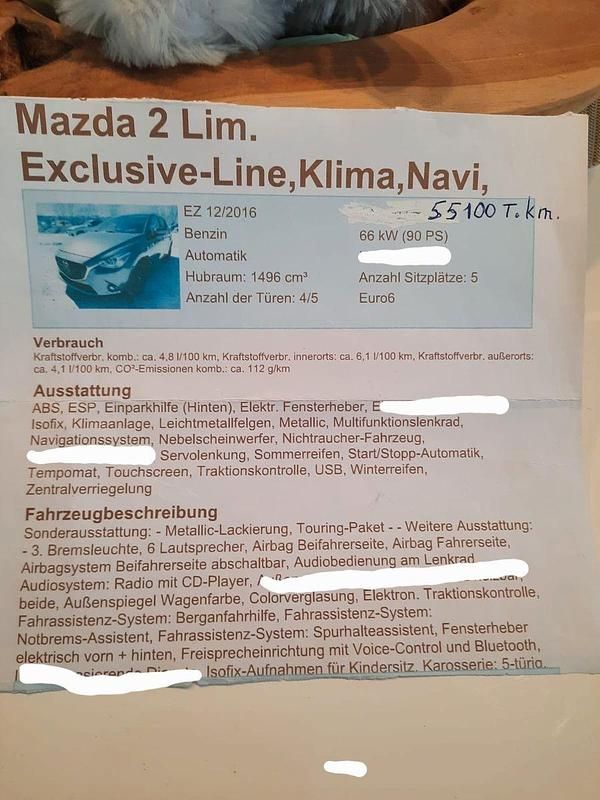 Mazda 2 Lim.
Exclusive-Line,Klima,Navi,
EZ 12/2016
55100 T.km.
Benzin
66 kW (90 PS)
Automatik
Hubraum: 1496 cm³
Anzahl Sitzplätze: 5
Anzahl der Türen: 4/5
Euro6
Verbrauch
Kraftstoffverbr. komb.: ca. 4,8 l/100 km, Kraftstoffverbr. innerorts: ca. 6,1 l/100 km, Kraftstoffverbr. außerorts:
ca. 4,1 l/100 km, CO²-Emissionen komb.: ca. 112 g/km
Ausstattung
ABS, ESP, Einparkhilfe (Hinten), Elektr. Fensterheber,
Isofix, Klimaanlage, Leichtmetallfelgen, Metallic, Multifunktionslenkrad,
Navigationssystem, Nebelscheinwerfer, Nichtraucher-Fahrzeug,
Servolenkung, Sommerreifen, Start/Stopp-Automatik,
Tempomat, Touchscreen, Traktionskontrolle, USB, Winterreifen,
Zentralverriegelung
Fahrzeugbeschreibung
Sonderausstattung: - Metallic-Lackierung, Touring-Paket - - Weitere Ausstattung:
- 3. Bremsleuchte, 6 Lautsprecher, Airbag Beifahrerseite, Airbag Fahrerseite,
Airbagsystem Beifahrerseite abschaltbar, Audiobedienung am Lenkrad
Audiosystem: Radio mit CD-Player,
beide, Außenspiegel Wagenfarbe, Colorverglasung, Elektron. Traktionskontrolle,
Fahrassistenz-System: Berganfahrhilfe, Fahrassistenz-System:
Notbrems-Assistent, Fahrassistenz-System: Spurhalteassistent, Fensterheber
elektrisch vorn + hinten, Freisprecheinrichtung mit Voice-Control und Bluetooth,
Isofix-Aufnahmen für Kindersitz, Karosserie: 5-türig,